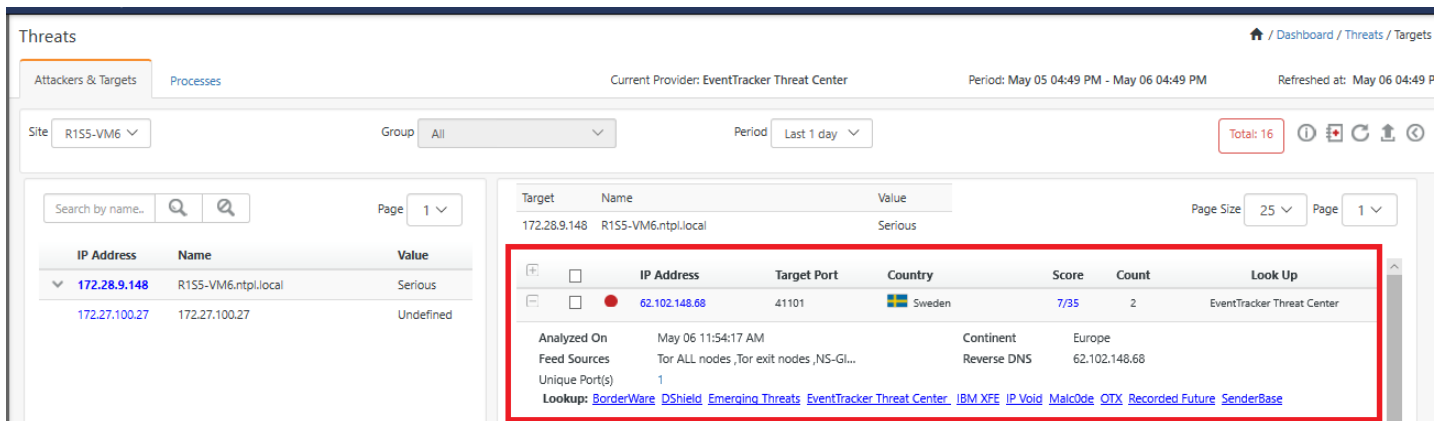 Threats
/ Dashboard / Threats / Targets
Attackers & Targets Processes Current Provider: EventTracker Threat Center Period: May 05 04:49 PM - May 06 04:49 PM Refreshed at: May 06 04:49 P
Site R1S5-VM6 Group All Period Last 1 day Total: 16
Search by name.. Page 1
IP Address Name Value
172.28.9.148 R1S5-VM6.ntpl.local Serious
172.27.100.27 172.27.100.27 Undefined
Target Name Value Page Size 25 Page 1
172.28.9.148 R1S5-VM6.ntpl.local Serious
IP Address Target Port Country Score Count Look Up
62.102.148.68 41101 Sweden 7/35 2 EventTracker Threat Center
Analyzed On May 06 11:54:17 AM Continent Europe
Feed Sources Tor ALL nodes ,Tor exit nodes ,NS-GI... Reverse DNS 62.102.148.68
Unique Port(s) 1
Lookup: BorderWare DShield Emerging Threats EventTracker Threat Center IBM XFE IP Void Malc0de OTX Recorded Future SenderBase